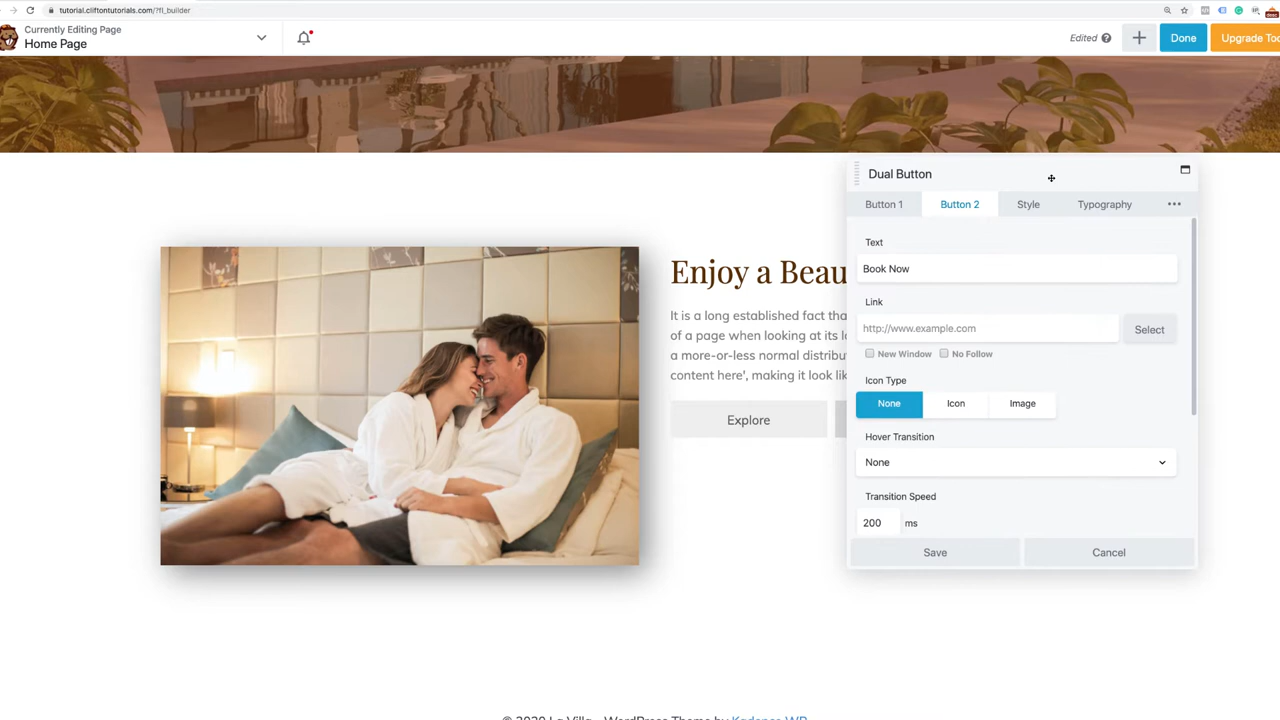 tutorial.cliftontutorials.com/?fl_builder
Currently Editing Page
Home Page
Edited
Done
Dual Button
Button 1
Button 2
Style
Typography
Text
Book Now
Link
http://www.example.com
Select
New Window
No Follow
Icon Type
None
Icon
Image
Hover Transition
None
Transition Speed
200
ms
Save
Cancel
Enjoy a Beau
It is a long established fact tha
of a page when looking at its
a more-or-less normal distribut
content here', making it look lik
Explore
© 2020 La Villa - WordPress Theme by Kadence WP